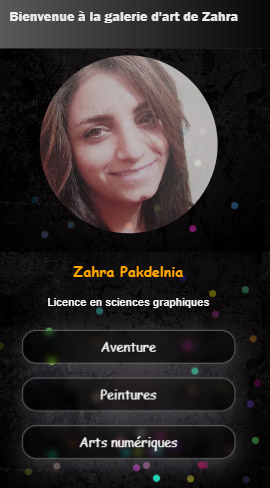 Bienvenue à la galerie d'art de Zahra
Zahra Pakdelnia
Licence en sciences graphiques
Aventure
Peintures
Arts numériques